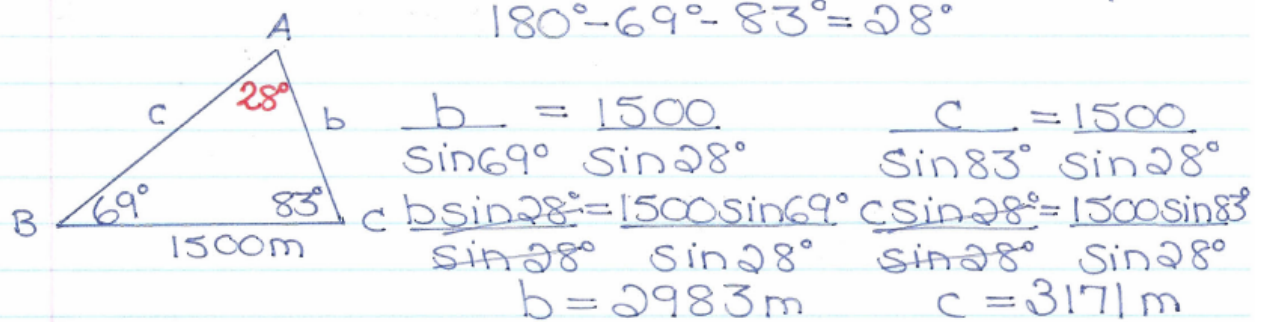 180°-69°-83°=28°
A
28°
c
b
B
69°
83°
C
1500m
b/sin69° = 1500/sin28°
bsin28°/sin28° = 1500sin69°/sin28°
b=2983m
c/sin83° = 1500/sin28°
csin28°/sin28° = 1500sin83°/sin28°
c=3171m